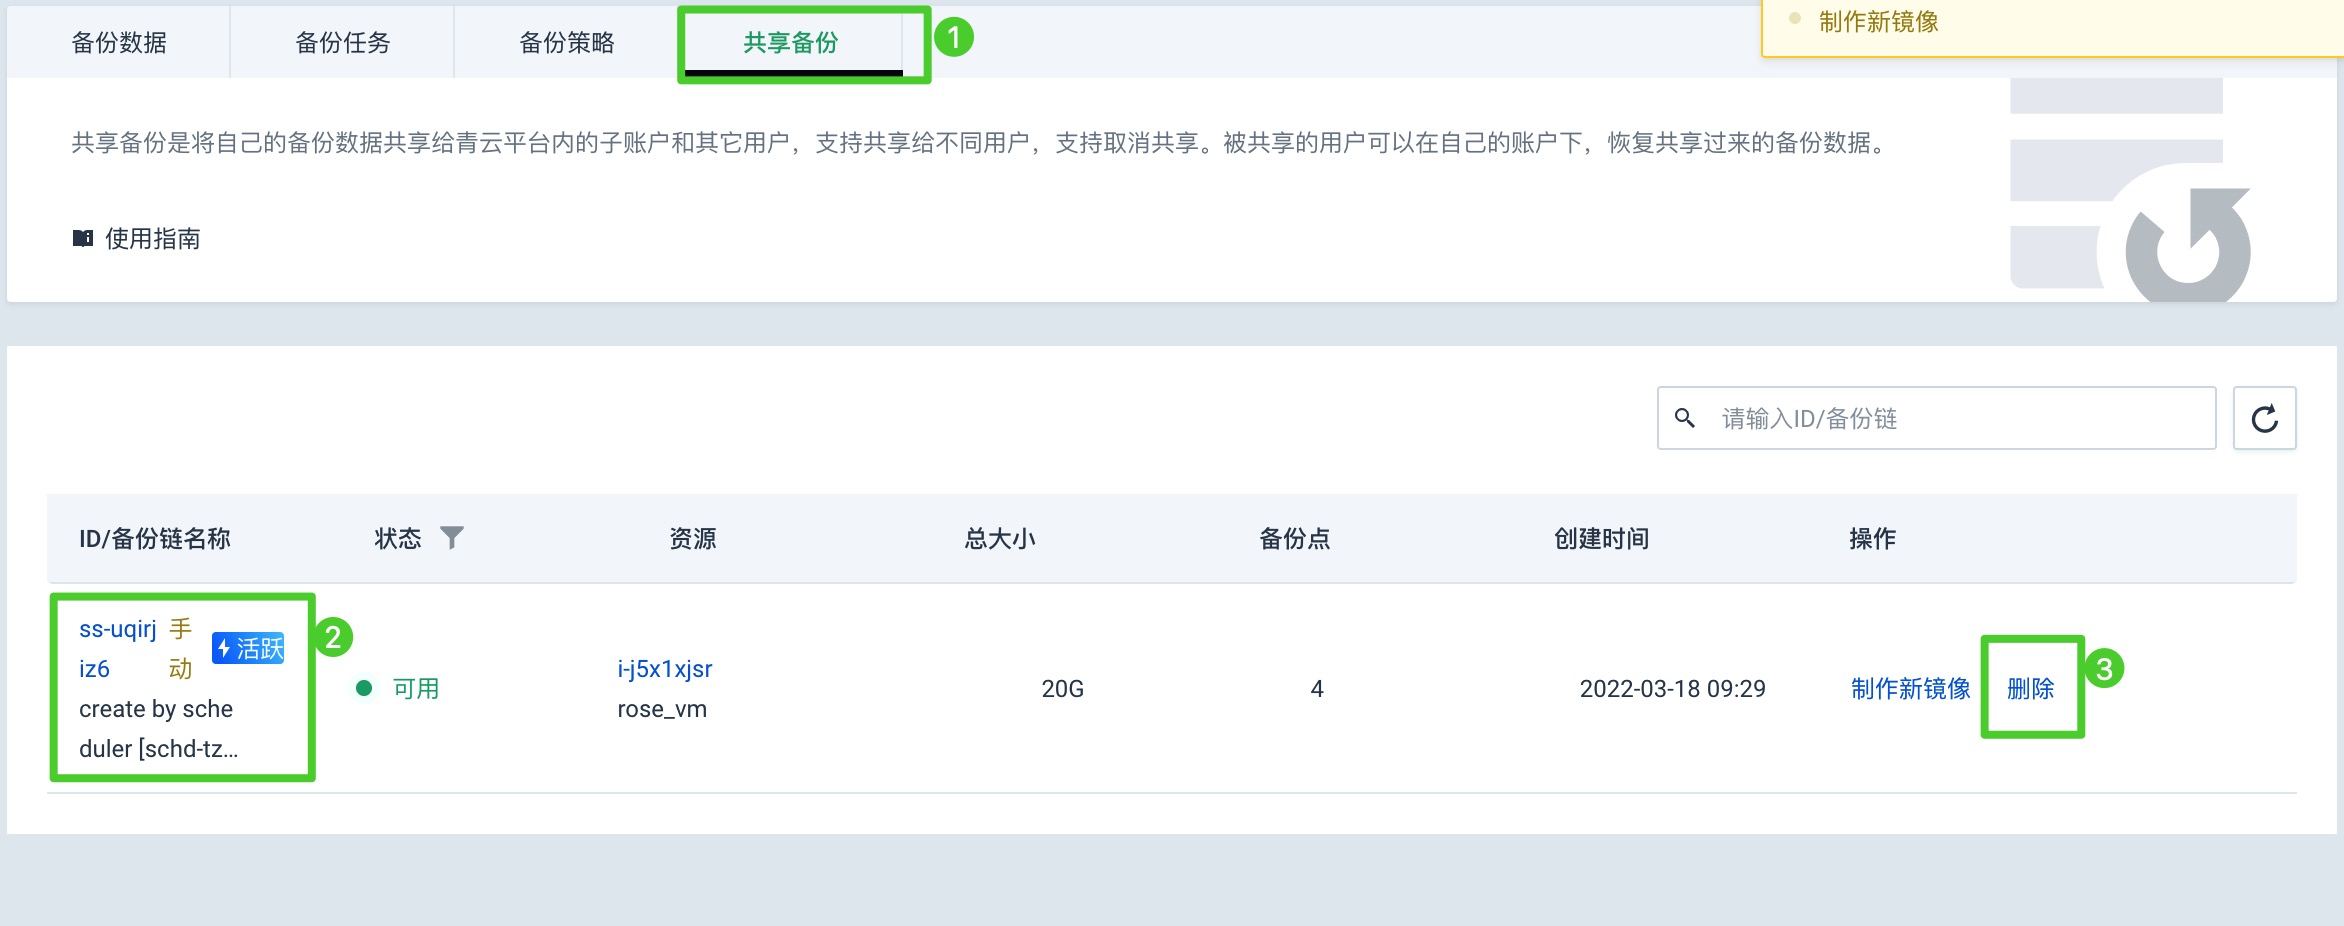 备份数据 备份任务 备份策略 共享备份 1
制作新镜像
共享备份是将自己的备份数据共享给青云平台内的子账户和其它用户，支持共享给不同用户，支持取消共享。被共享的用户可以在自己的账户下，恢复共享过来的备份数据。
使用指南
请输入ID/备份链
ID/备份链名称 状态 资源 总大小 备份点 创建时间 操作
ss-uqirj 手
iz6 动
活跃 2
create by sche
duler [schd-tz...
可用
i-j5x1xjsr
rose_vm
20G
4
2022-03-18 09:29
制作新镜像 删除 3